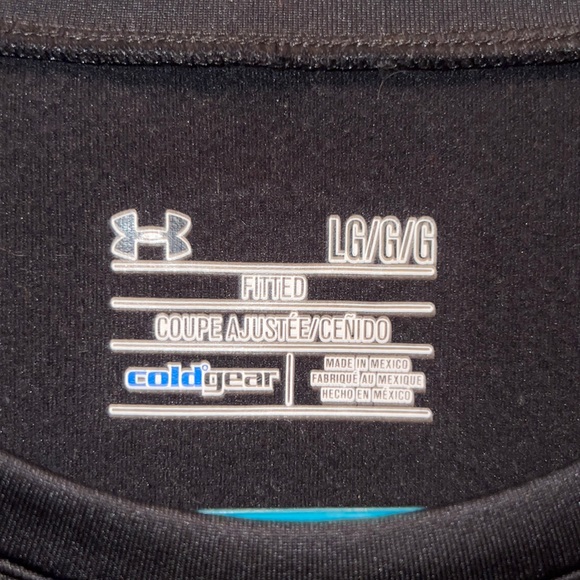 LG/G/G
FITTED
COUPE AJUSTÉE/CEÑIDO
coldgear
MADE IN MEXICO
FABRIQUÉ AU MEXIQUE
HECHO EN MÉXICO